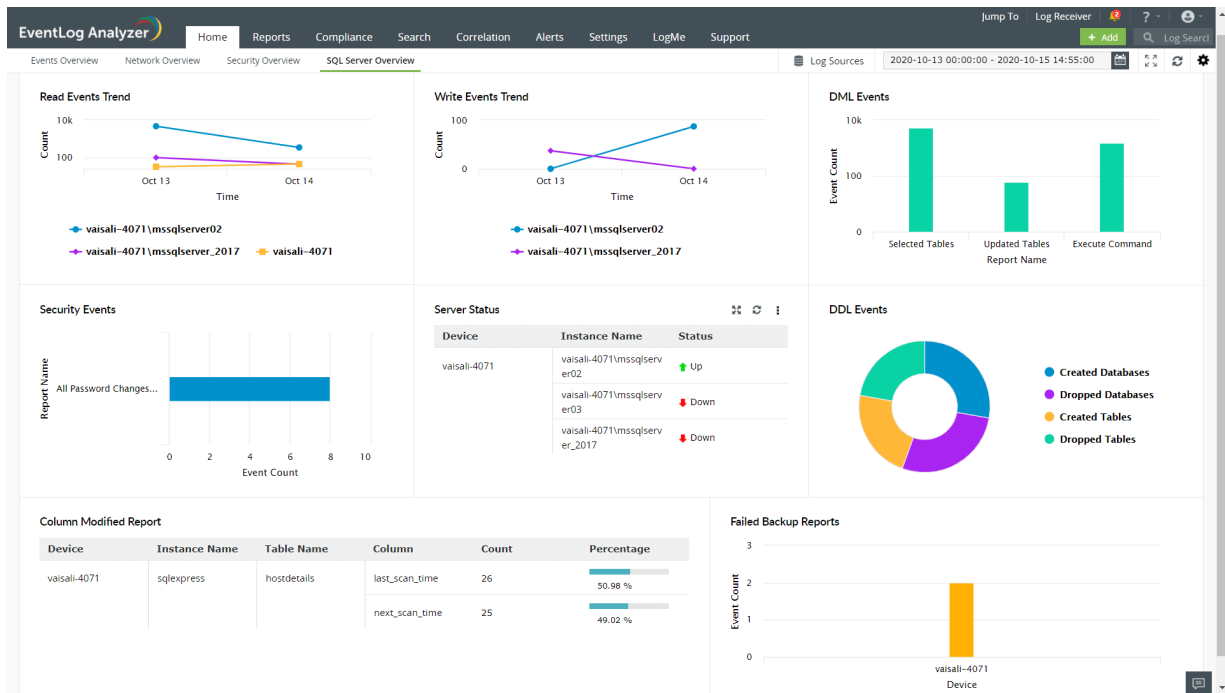 Jump To Log Receiver 2 ?
EventLog Analyzer
Home Reports Compliance Search Correlation Alerts Settings LogMe Support
+ Add Log Searcl
Events Overview Network Overview Security Overview SQL Server Overview
Log Sources 2020-10-13 00:00:00 - 2020-10-15 14:55:00
Read Events Trend
Count
10k
100
Oct 13 Oct 14
Time
vaisali-4071\mssqlserver02
vaisali-4071\mssqlserver_2017 vaisali-4071
Write Events Trend
Count
100
0
Oct 13 Oct 14
Time
vaisali-4071\mssqlserver02
vaisali-4071\mssqlserver_2017
DML Events
Event Count
10k
100
0
Selected Tables Updated Tables Execute Command
Report Name
Security Events
Report Name
All Password Changes...
0 2 4 6 8 10
Event Count
Server Status
Device Instance Name Status
vaisali-4071 vaisali-4071\mssqlserv
er02
Up
vaisali-4071\mssqlserv
er03
Down
vaisali-4071\mssqlserv
er_2017
Down
DDL Events
Created Databases
Dropped Databases
Created Tables
Dropped Tables
Column Modified Report
Device Instance Name Table Name Column Count Percentage
vaisali-4071 sqlexpress hostdetails last_scan_time 26
50.98 %
next_scan_time 25
49.02 %
Failed Backup Reports
Event Count
3
2
1
0
vaisali-4071
Device